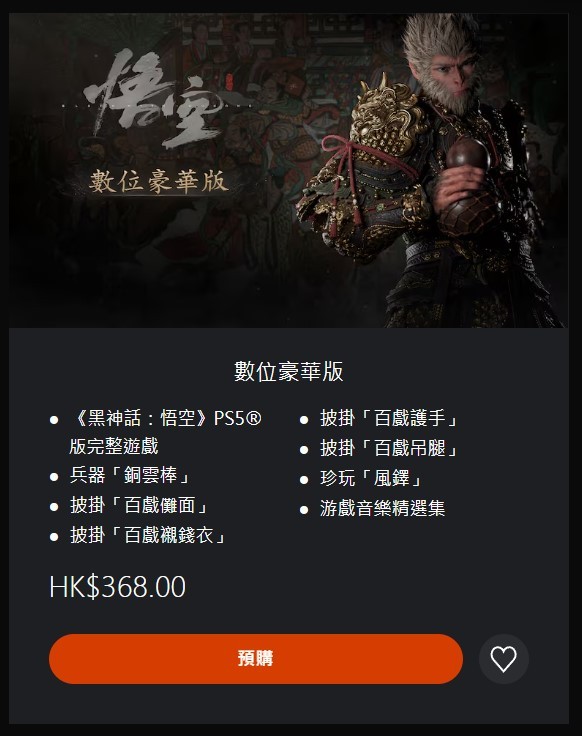 悟空
數位豪華版
數位豪華版
《黑神話：悟空》PS5®
版完整遊戲
兵器「銅雲棒」
披掛「百戲儺面」
披掛「百戲襯錢衣」
披掛「百戲護手」
披掛「百戲吊腿」
珍玩「風鐸」
游戲音樂精選集
HK$368.00
預購